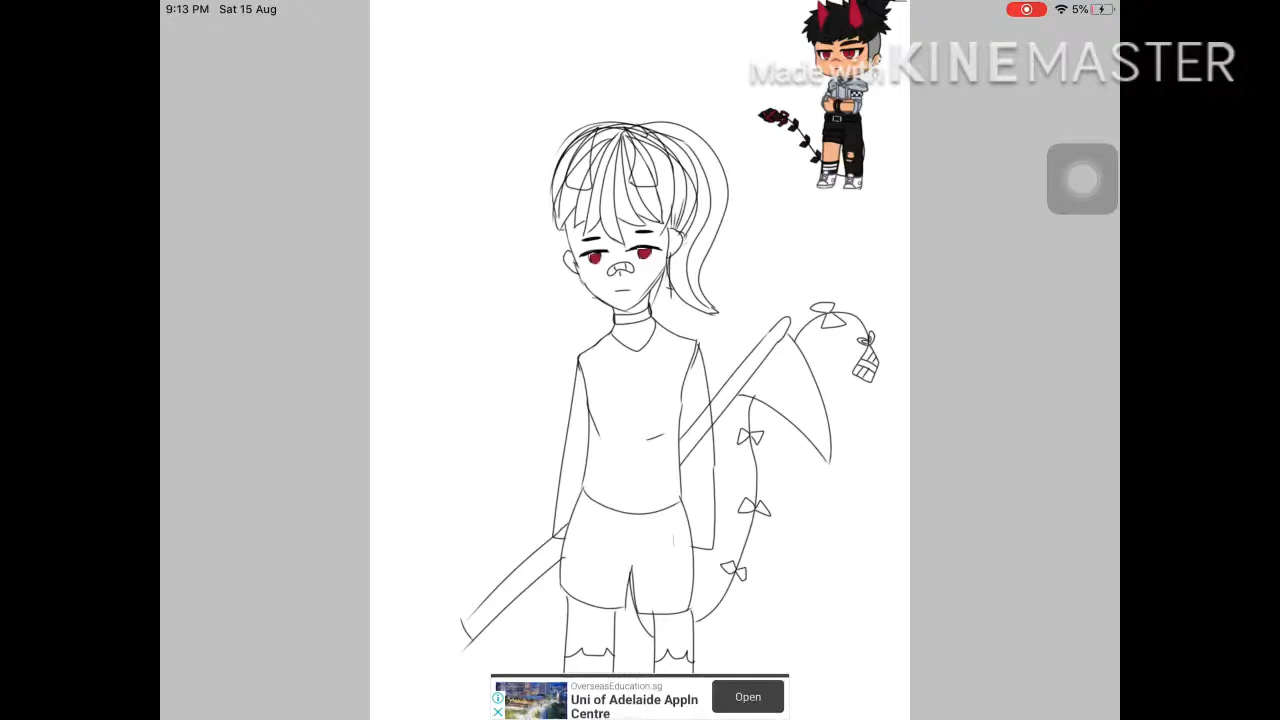 9:13 PM Sat 15 Aug
5%
Made with KINEMASTER
OverseasEducation.sg
Uni of Adelaide Appln
Centre
Open